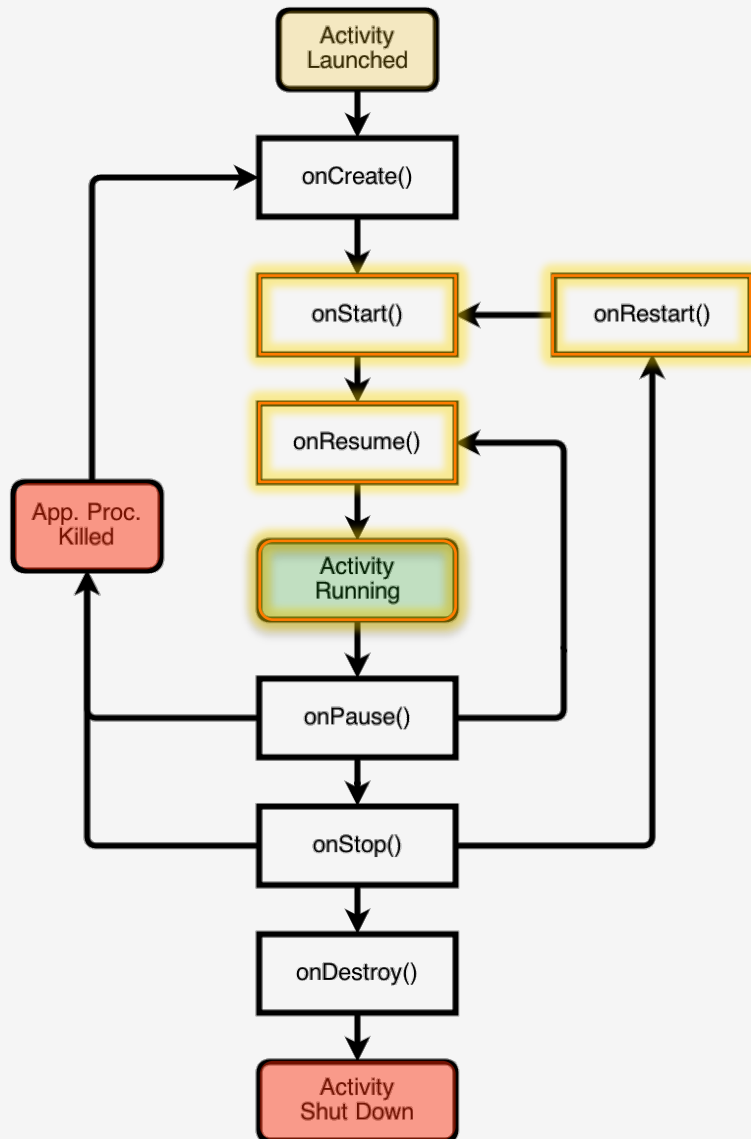 Activity
Launched
onCreate()
onStart()
onRestart()
onResume()
App. Proc.
Killed
Activity
Running
onPause()
onStop()
onDestroy()
Activity
Shut Down